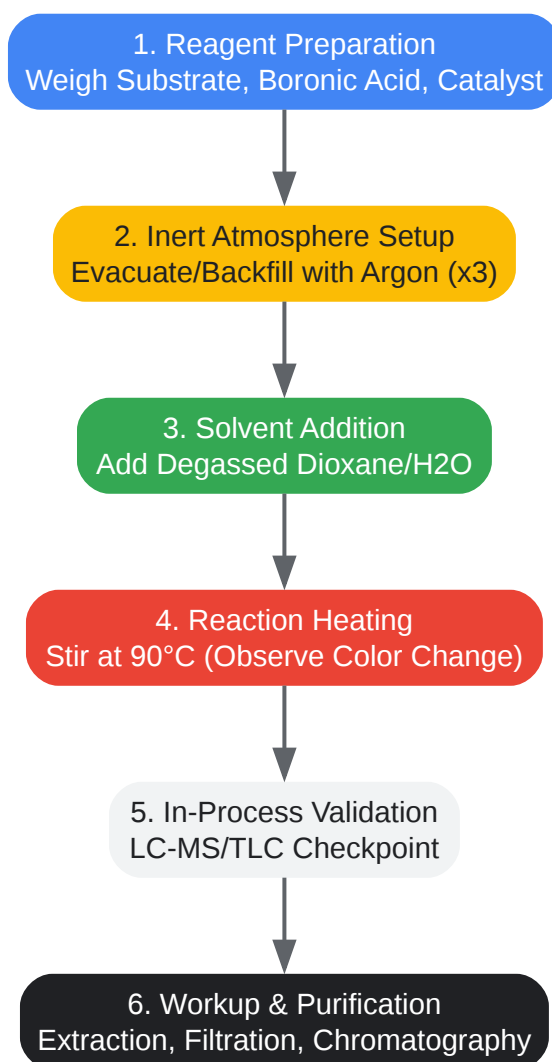 1. Reagent Preparation
Weigh Substrate, Boronic Acid, Catalyst
2. Inert Atmosphere Setup
Evacuate/Backfill with Argon (x3)
3. Solvent Addition
Add Degassed Dioxane/H2O
4. Reaction Heating
Stir at 90°C (Observe Color Change)
5. In-Process Validation
LC-MS/TLC Checkpoint
6. Workup & Purification
Extraction, Filtration, Chromatography